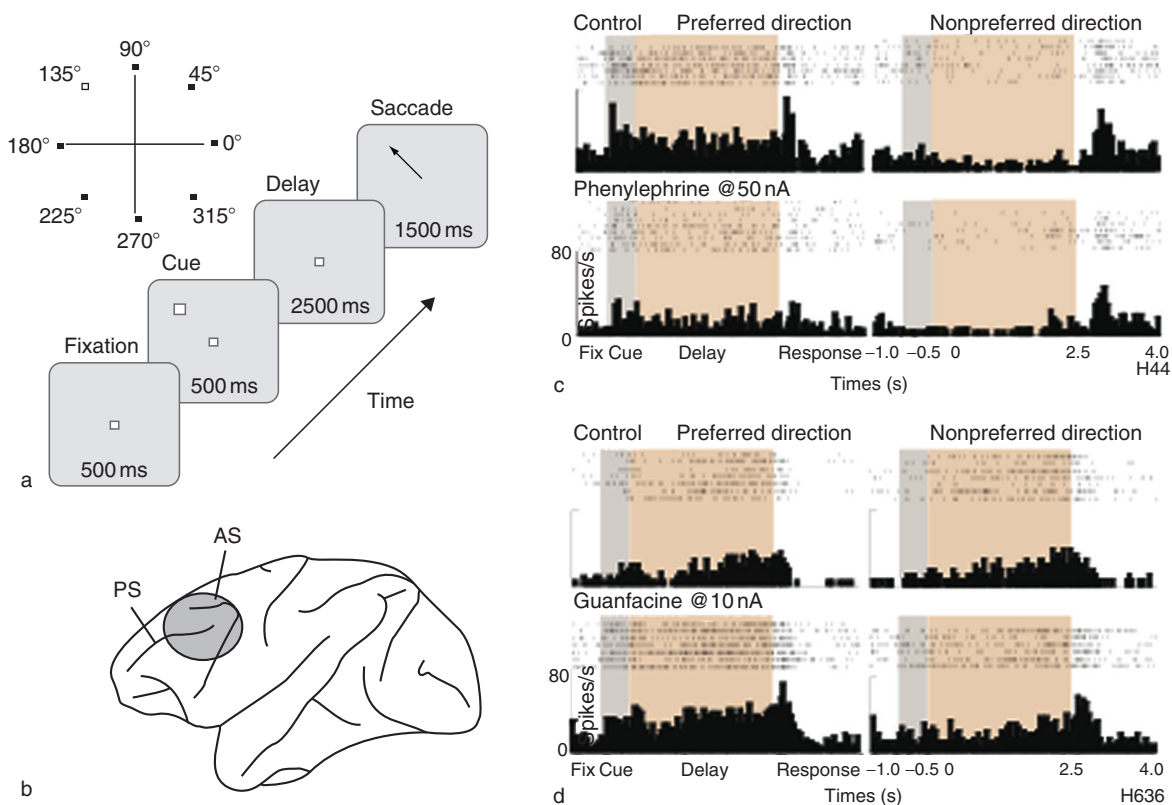 90°
135°
45°
180°
0°
225°
315°
270°
Saccade
1500 ms
Delay
2500 ms
Cue
500 ms
Fixation
500 ms
Time
a
AS
PS
b
Control Preferred direction Nonpreferred direction
Phenylephrine @50 nA
80
Spikes/s
0
Fix Cue Delay Response −1.0 −0.5 0 2.5 4.0
H44
c
Times (s)
Control Preferred direction Nonpreferred direction
Guanfacine @10 nA
80
Spikes/s
0
Fix Cue Delay Response −1.0 −0.5 0 2.5 4.0
d
Times (s)
H636